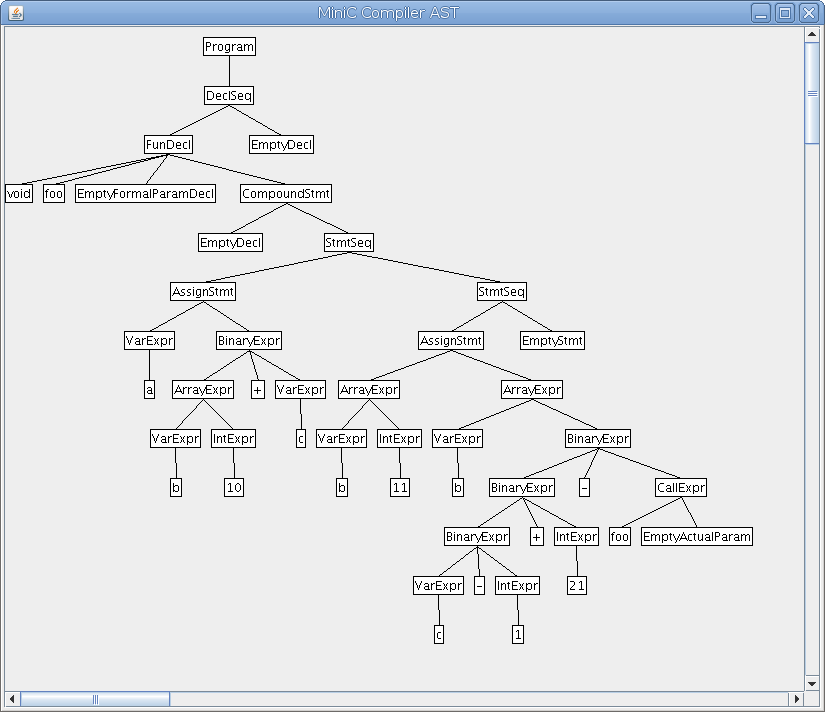 MiniC Compiler AST
Program
DeclSeq
FunDecl EmptyDecl
void foo EmptyFormalParamDecl CompoundStmt
EmptyDecl StmtSeq
AssignStmt StmtSeq
VarExpr BinaryExpr AssignStmt EmptyStmt
a ArrayExpr + VarExpr ArrayExpr ArrayExpr
VarExpr IntExpr c VarExpr IntExpr VarExpr BinaryExpr
b 10 b 11 b BinaryExpr - CallExpr
BinaryExpr + IntExpr foo EmptyActualParam
VarExpr - IntExpr 21
c 1